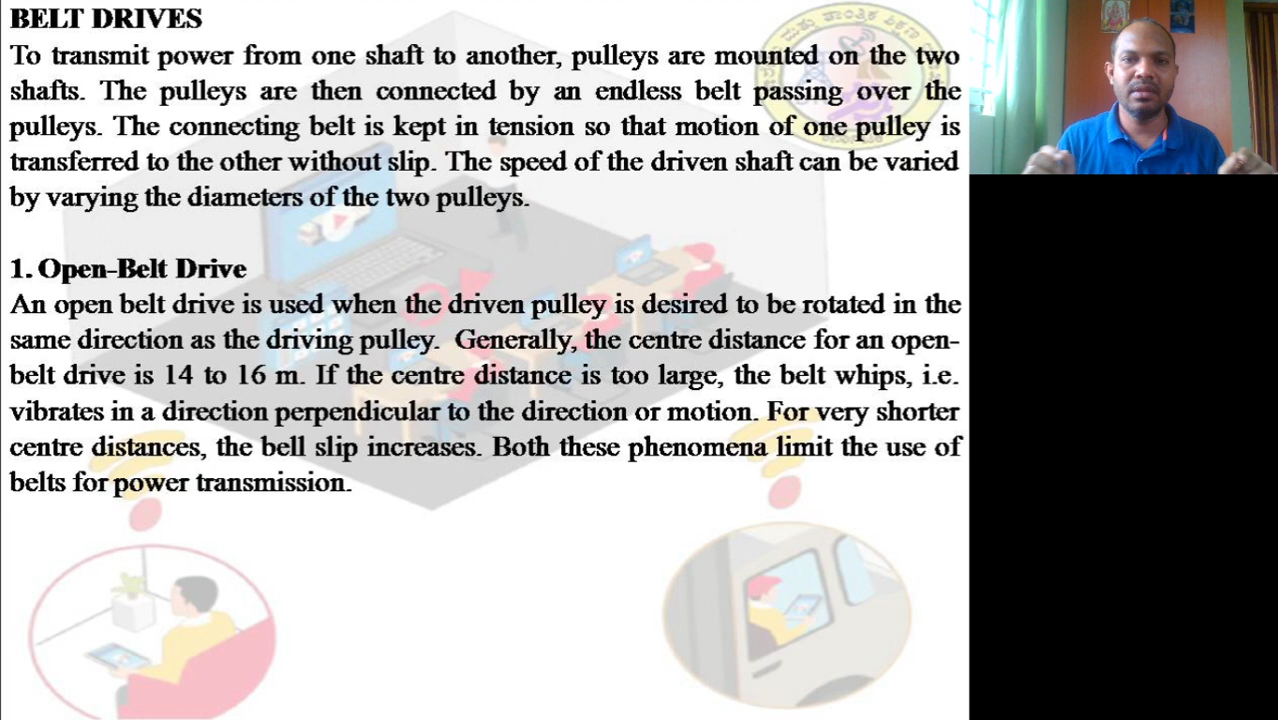 BELT DRIVES
To transmit power from one shaft to another, pulleys are mounted on the two
shafts. The pulleys are then connected by an endless belt passing over the
pulleys. The connecting belt is kept in tension so that motion of one pulley is
transferred to the other without slip. The speed of the driven shaft can be varied
by varying the diameters of the two pulleys.
1. Open-Belt Drive
An open belt drive is used when the driven pulley is desired to be rotated in the
same direction as the driving pulley. Generally, the centre distance for an open-
belt drive is 14 to 16 m. If the centre distance is too large, the belt whips, i.e.
vibrates in a direction perpendicular to the direction or motion. For very shorter
centre distances, the bell slip increases. Both these phenomena limit the use of
belts for power transmission.